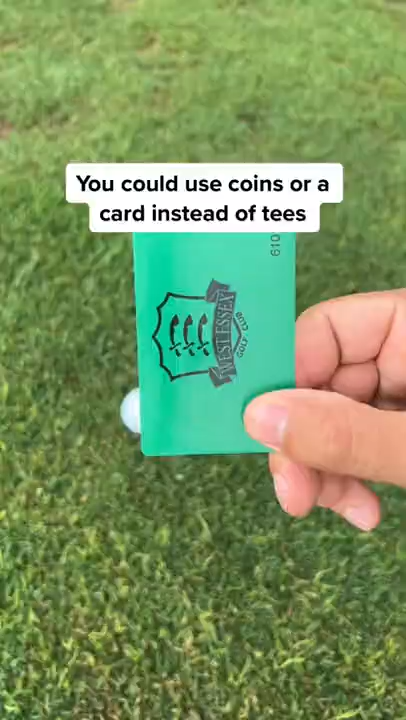 You could use coins or a
card instead of tees
610
WEST ESSEX
GOLF CLUB